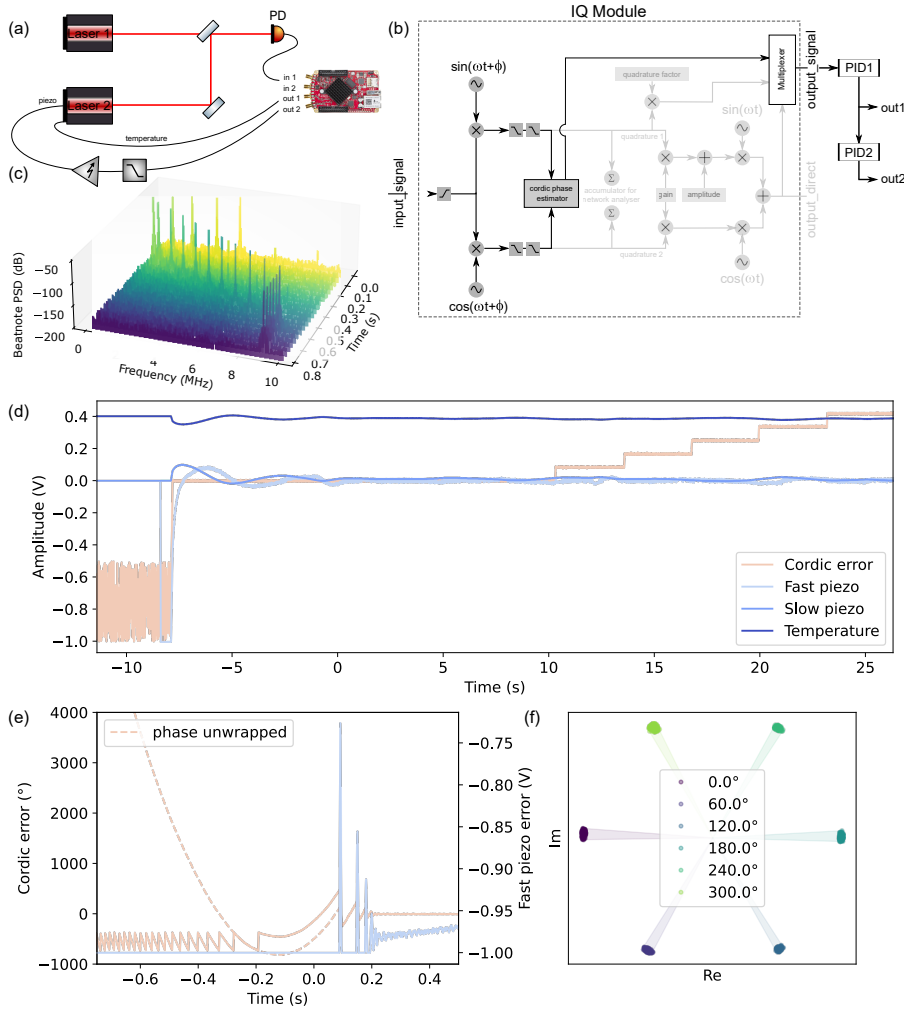 (a)
Laser 1
PD
in 1
in 2
out 1
out 2
piezo
Laser 2
temperature
(b)
IQ Module
sin(ωt+ϕ)
quadrature factor
Multiplexer
output_signal
PID1
out1
PID2
out2
sin(ωt)
quadrature 1
input_signal
cordic phase
estimator
Σ
accumulator for
network analyser
Σ
gain
amplitude
output_direct
quadrature 2
cos(ωt+ϕ)
cos(ωt)
(c)
Beatnote PSD (dB)
−50
−100
−150
−200
0
4
6
8
10
Frequency (MHz)
0.0
0.1
0.2
0.3
0.4
0.5
0.6
0.7
0.8
Time (s)
(d)
Amplitude (V)
0.4
0.2
0.0
−0.2
−0.4
−0.6
−0.8
−1.0
Cordic error
Fast piezo
Slow piezo
Temperature
−10
−5
0
5
10
15
20
25
Time (s)
(e)
Cordic error (°)
4000
3000
2000
1000
0
−1000
phase unwrapped
−0.75
−0.80
−0.85
−0.90
−0.95
−1.00
Fast piezo error (V)
−0.6
−0.4
−0.2
0.0
0.2
0.4
Time (s)
(f)
Im
0.0°
60.0°
120.0°
180.0°
240.0°
300.0°
Re